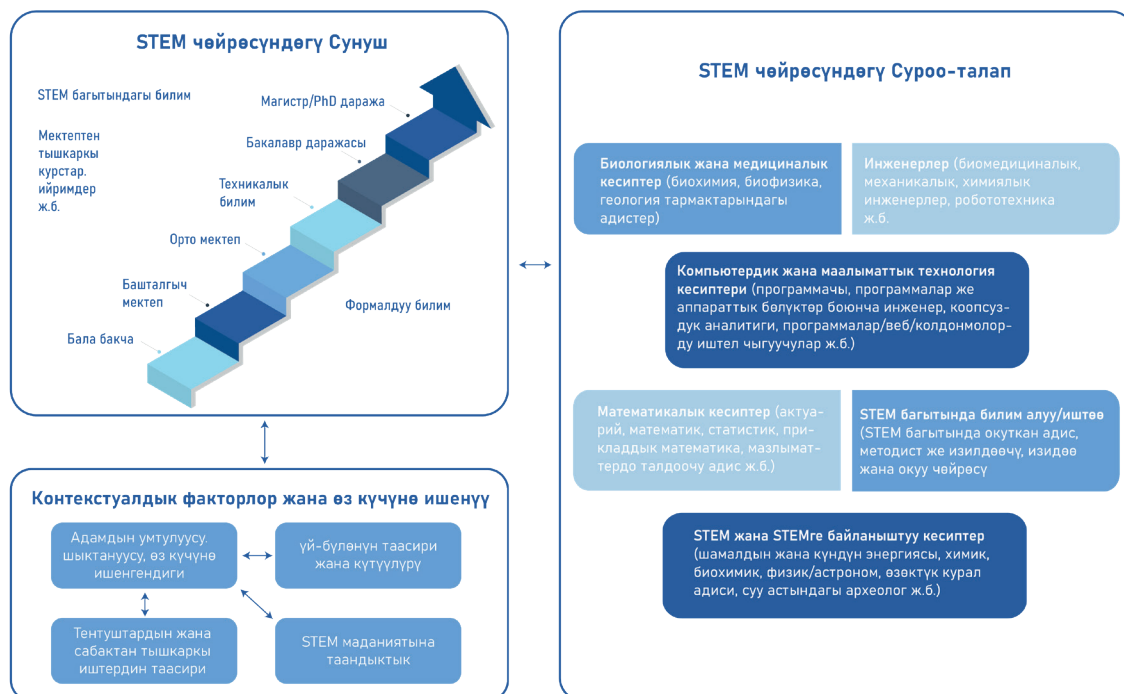 STEM чөйрөсүндөгү Сунуш
STEM багытындагы билим
Мектептен
тышкаркы
курстар.
ийримдер
ж.б.
Магистр/PhD даража
Бакалавр даражасы
Техникалык
билим
Орто мектеп
Башталгыч
мектеп
Бала бакча
Формалдуу билим
Контекстуалдык факторлор жана өз күчүнө ишенүү
Адамдын умтулуусу.
шыктануусу, өз күчүнө
ишенгендиги
үй-бүлөнүн таасири
жана күтүүлүрү
Тентуштардын жана
сабактан тышкаркы
иштердин таасири
STEM маданиятына
таандыктык
STEM чөйрөсүндөгү Суроо-талап
Биологиялык жана медициналык
кесиптер (биохимия, биофизика,
геология тармактарындагы
адистер)
Инженерлер (биомедициналык,
механикалык, химиялык
инженерлер, робототехника
ж.б.
Компьютердик жана маалыматтык технология
кесиптери (программачы, программалар же
аппараттык бөлүктөр боюнча инженер, коопсуз-
дук аналитиги, программалар/веб/колдонмолор-
ду иштел чыгуучулар ж.б.)
Математикалык кесиптер (актуа-
рий, математик, статистик, при-
кладдык математика, мазлымат-
тердо талдоочу адис ж.б.)
STEM багытында билим алуу/иштөө
(STEM багытында окуткан адис,
методист же изилдөөчү, изидөө
жана окуу чөйрөсү
STEM жана STEMге байланыштуу кесиптер
(шамалдын жана күндүн энергиясы, химик,
биохимик, физик/астроном, өзөктүк курал
адиси, суу астындагы археолог ж.б.)